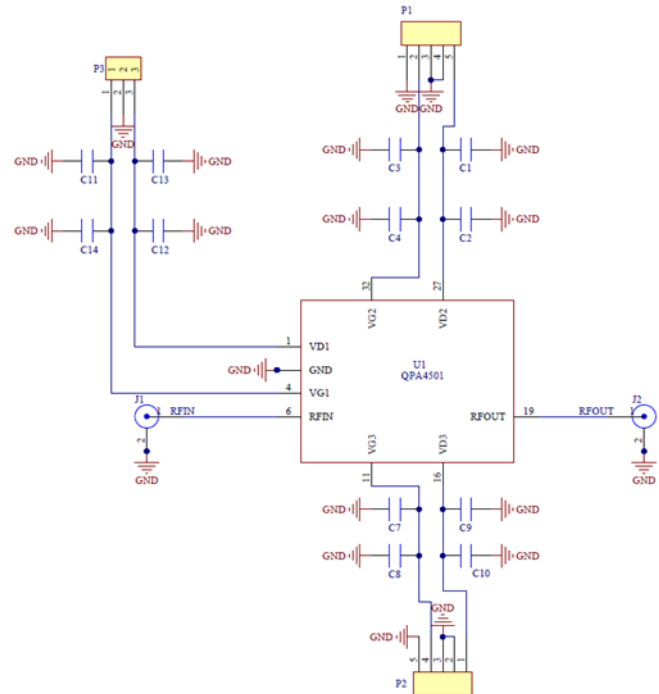 P1
1 2 3 4 5
GND GND
P3
1 2 3
1 2 3
GND
GND C11 C13 GND
GND C3 C1 GND
GND C14 C12 GND
GND C4 C2 GND
32 27
VG2 VD2
1 VD1
U1
QPA4501
GND GND
4 VG1
J1 1 RFIN 6 RFIN
RFOUT 19 RFOUT 1 J2
2 GND
2 GND
VG3 VD3
11 16
GND C7 C9 GND
GND C8 C10 GND
GND
GND
5 4 3 2 1
P2